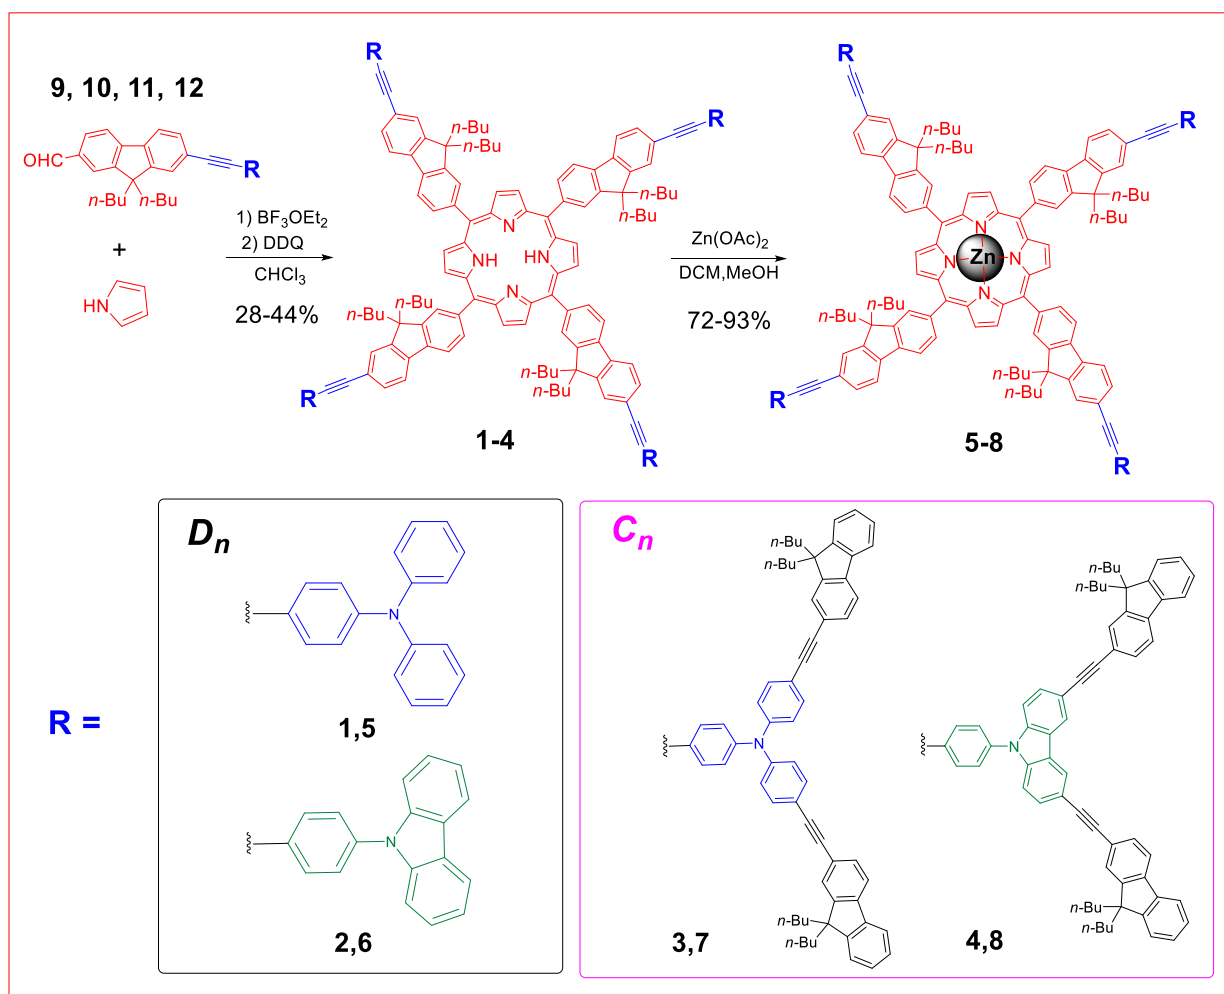 9, 10, 11, 12
OHC
R
n-Bu n-Bu
+
HN
1) BF3OEt2
2) DDQ
CHCl3
28-44%
R
R
n-Bu
n-Bu
n-Bu
n-Bu
N
NH
HN
N
n-Bu
n-Bu
n-Bu
n-Bu
R
R
1-4
Zn(OAc)2
DCM,MeOH
72-93%
R
R
n-Bu
n-Bu
n-Bu
n-Bu
N
N
Zn
N
N
n-Bu
n-Bu
n-Bu
n-Bu
R
R
5-8
R =
Dn
N
1,5
N
2,6
Cn
n-Bu
n-Bu
N
n-Bu
n-Bu
3,7
n-Bu
n-Bu
N
n-Bu
n-Bu
4,8